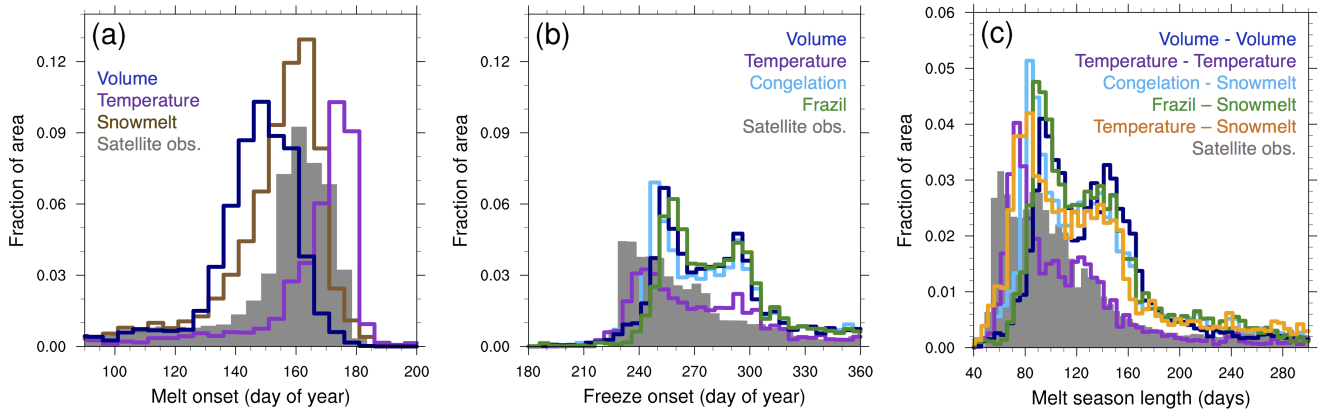 (a)
Volume
Temperature
Snowmelt
Satellite obs.
Fraction of area
0.12
0.09
0.06
0.03
0.00
100 120 140 160 180 200
Melt onset (day of year)
(b)
Volume
Temperature
Congelation
Frazil
Satellite obs.
Fraction of area
0.12
0.09
0.06
0.03
0.00
180 210 240 270 300 330 360
Freeze onset (day of year)
(c)
Volume - Volume
Temperature - Temperature
Congelation - Snowmelt
Frazil – Snowmelt
Temperature – Snowmelt
Satellite obs.
Fraction of area
0.06
0.05
0.04
0.03
0.02
0.01
0.00
40 80 120 160 200 240 280
Melt season length (days)